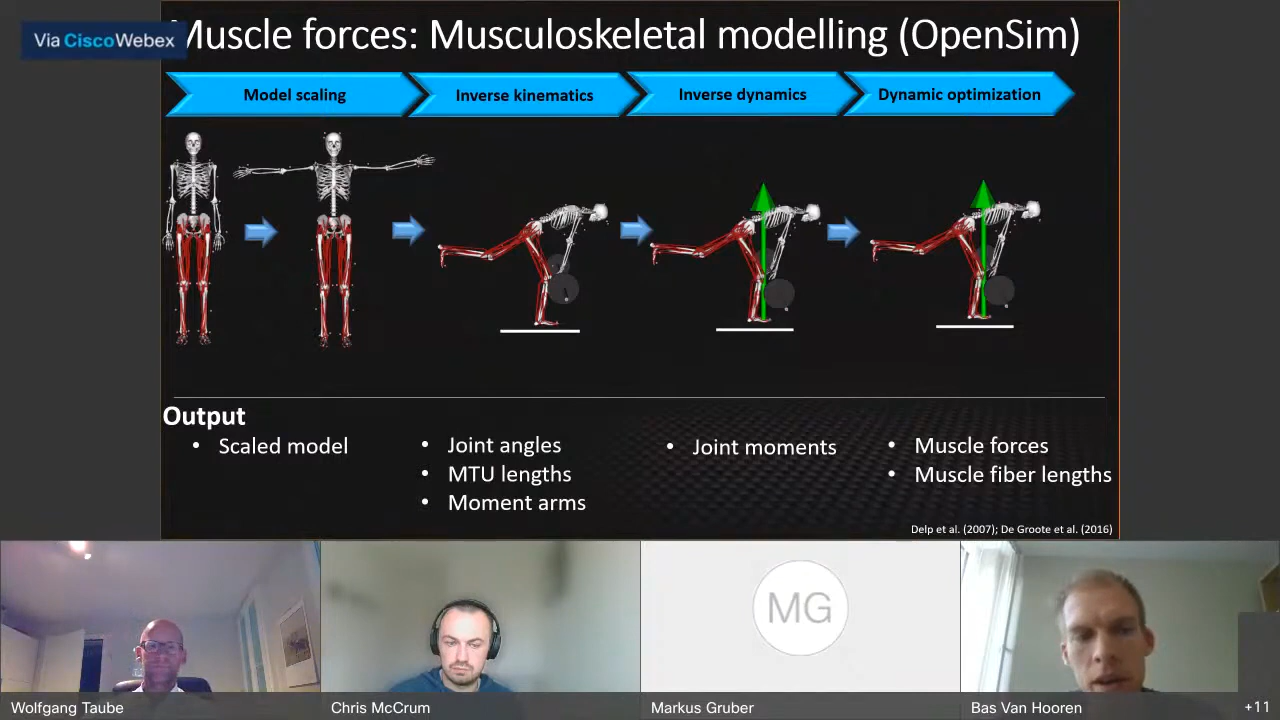 Via CiscoWebex
Muscle forces: Musculoskeletal modelling (OpenSim)
Model scaling
Inverse kinematics
Inverse dynamics
Dynamic optimization
Output
• Scaled model
• Joint angles
• MTU lengths
• Moment arms
• Joint moments
• Muscle forces
• Muscle fiber lengths
Delp et al. (2007); De Groote et al. (2016)
MG
Wolfgang Taube
Chris McCrum
Markus Gruber
Bas Van Hooren
+11